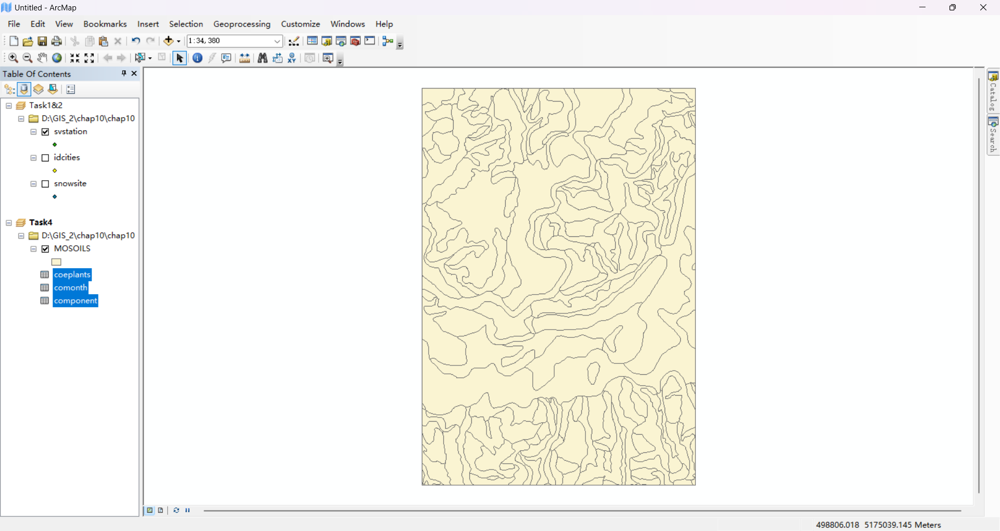 Untitled - ArcMap
File Edit View Bookmarks Insert Selection Geoprocessing Customize Windows Help
1:34,380
Table Of Contents
Task1&2
D:\GIS_2\chap10\chap10
svstation
idcities
snowsite
Task4
D:\GIS_2\chap10\chap10
MOSOILS
coeplants
comonth
component
Catalog
Search
498806.018 5175039.145 Meters